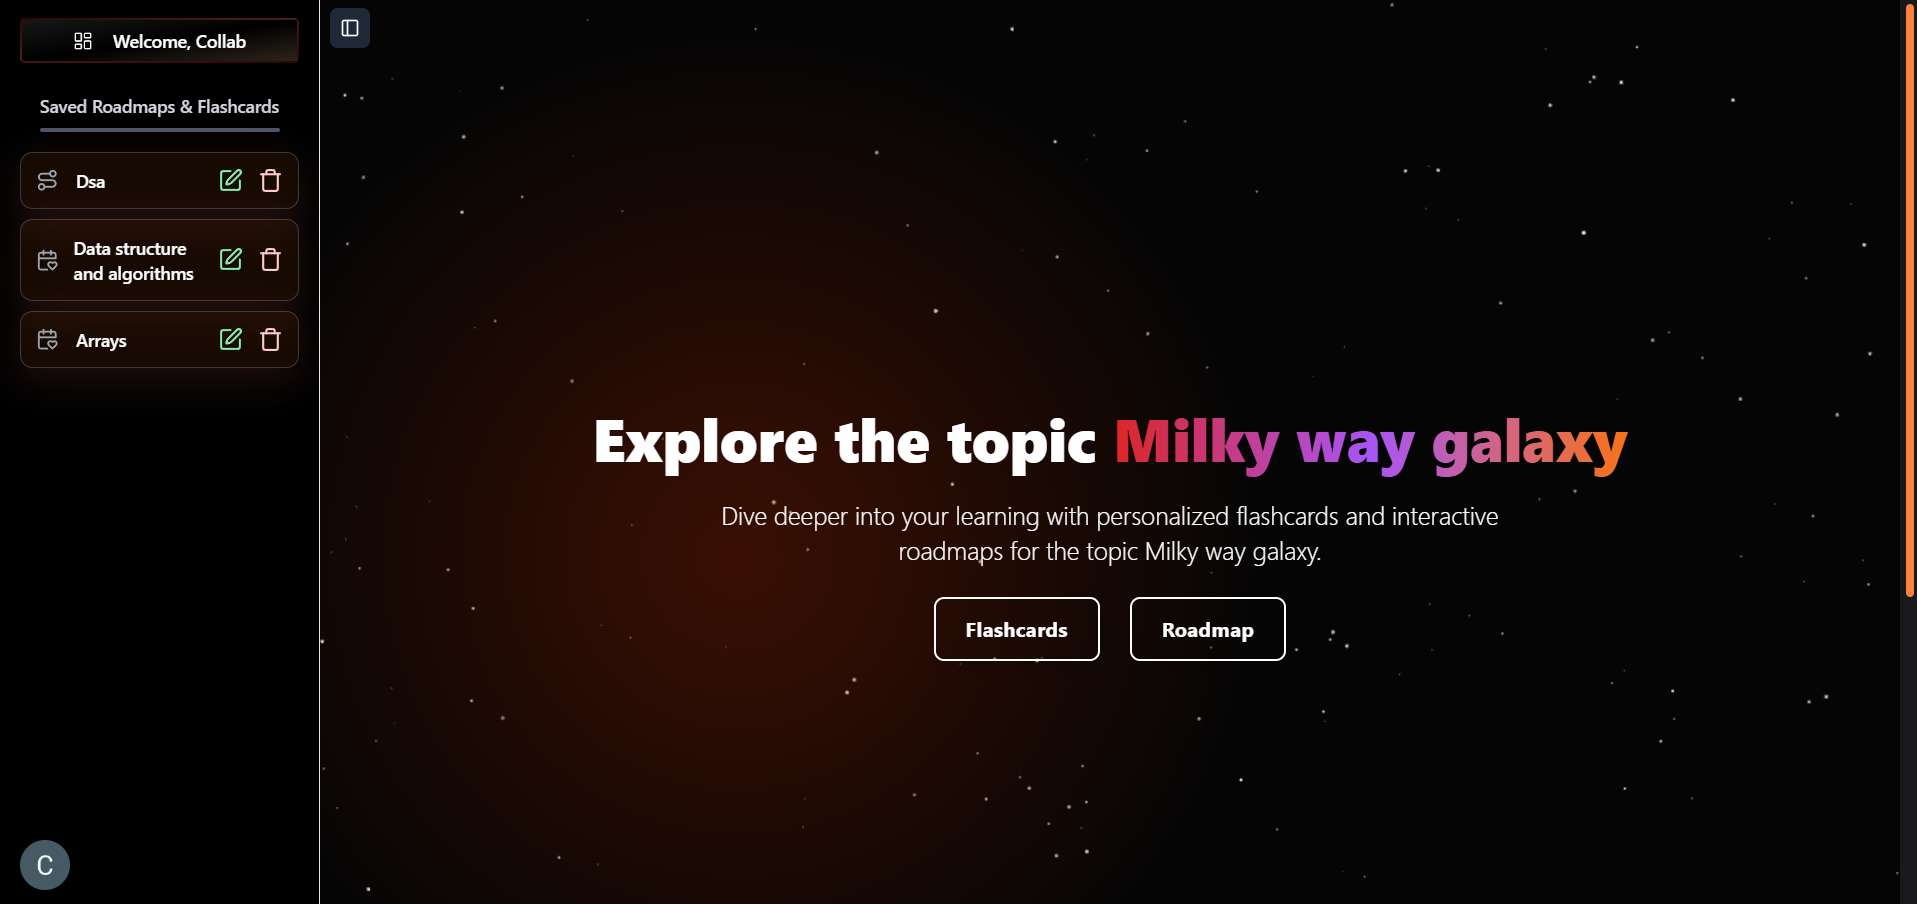 Welcome, Collab
Saved Roadmaps & Flashcards
Dsa
Data structure
and algorithms
Arrays
C
Explore the topic Milky way galaxy
Dive deeper into your learning with personalized flashcards and interactive
roadmaps for the topic Milky way galaxy.
Flashcards
Roadmap